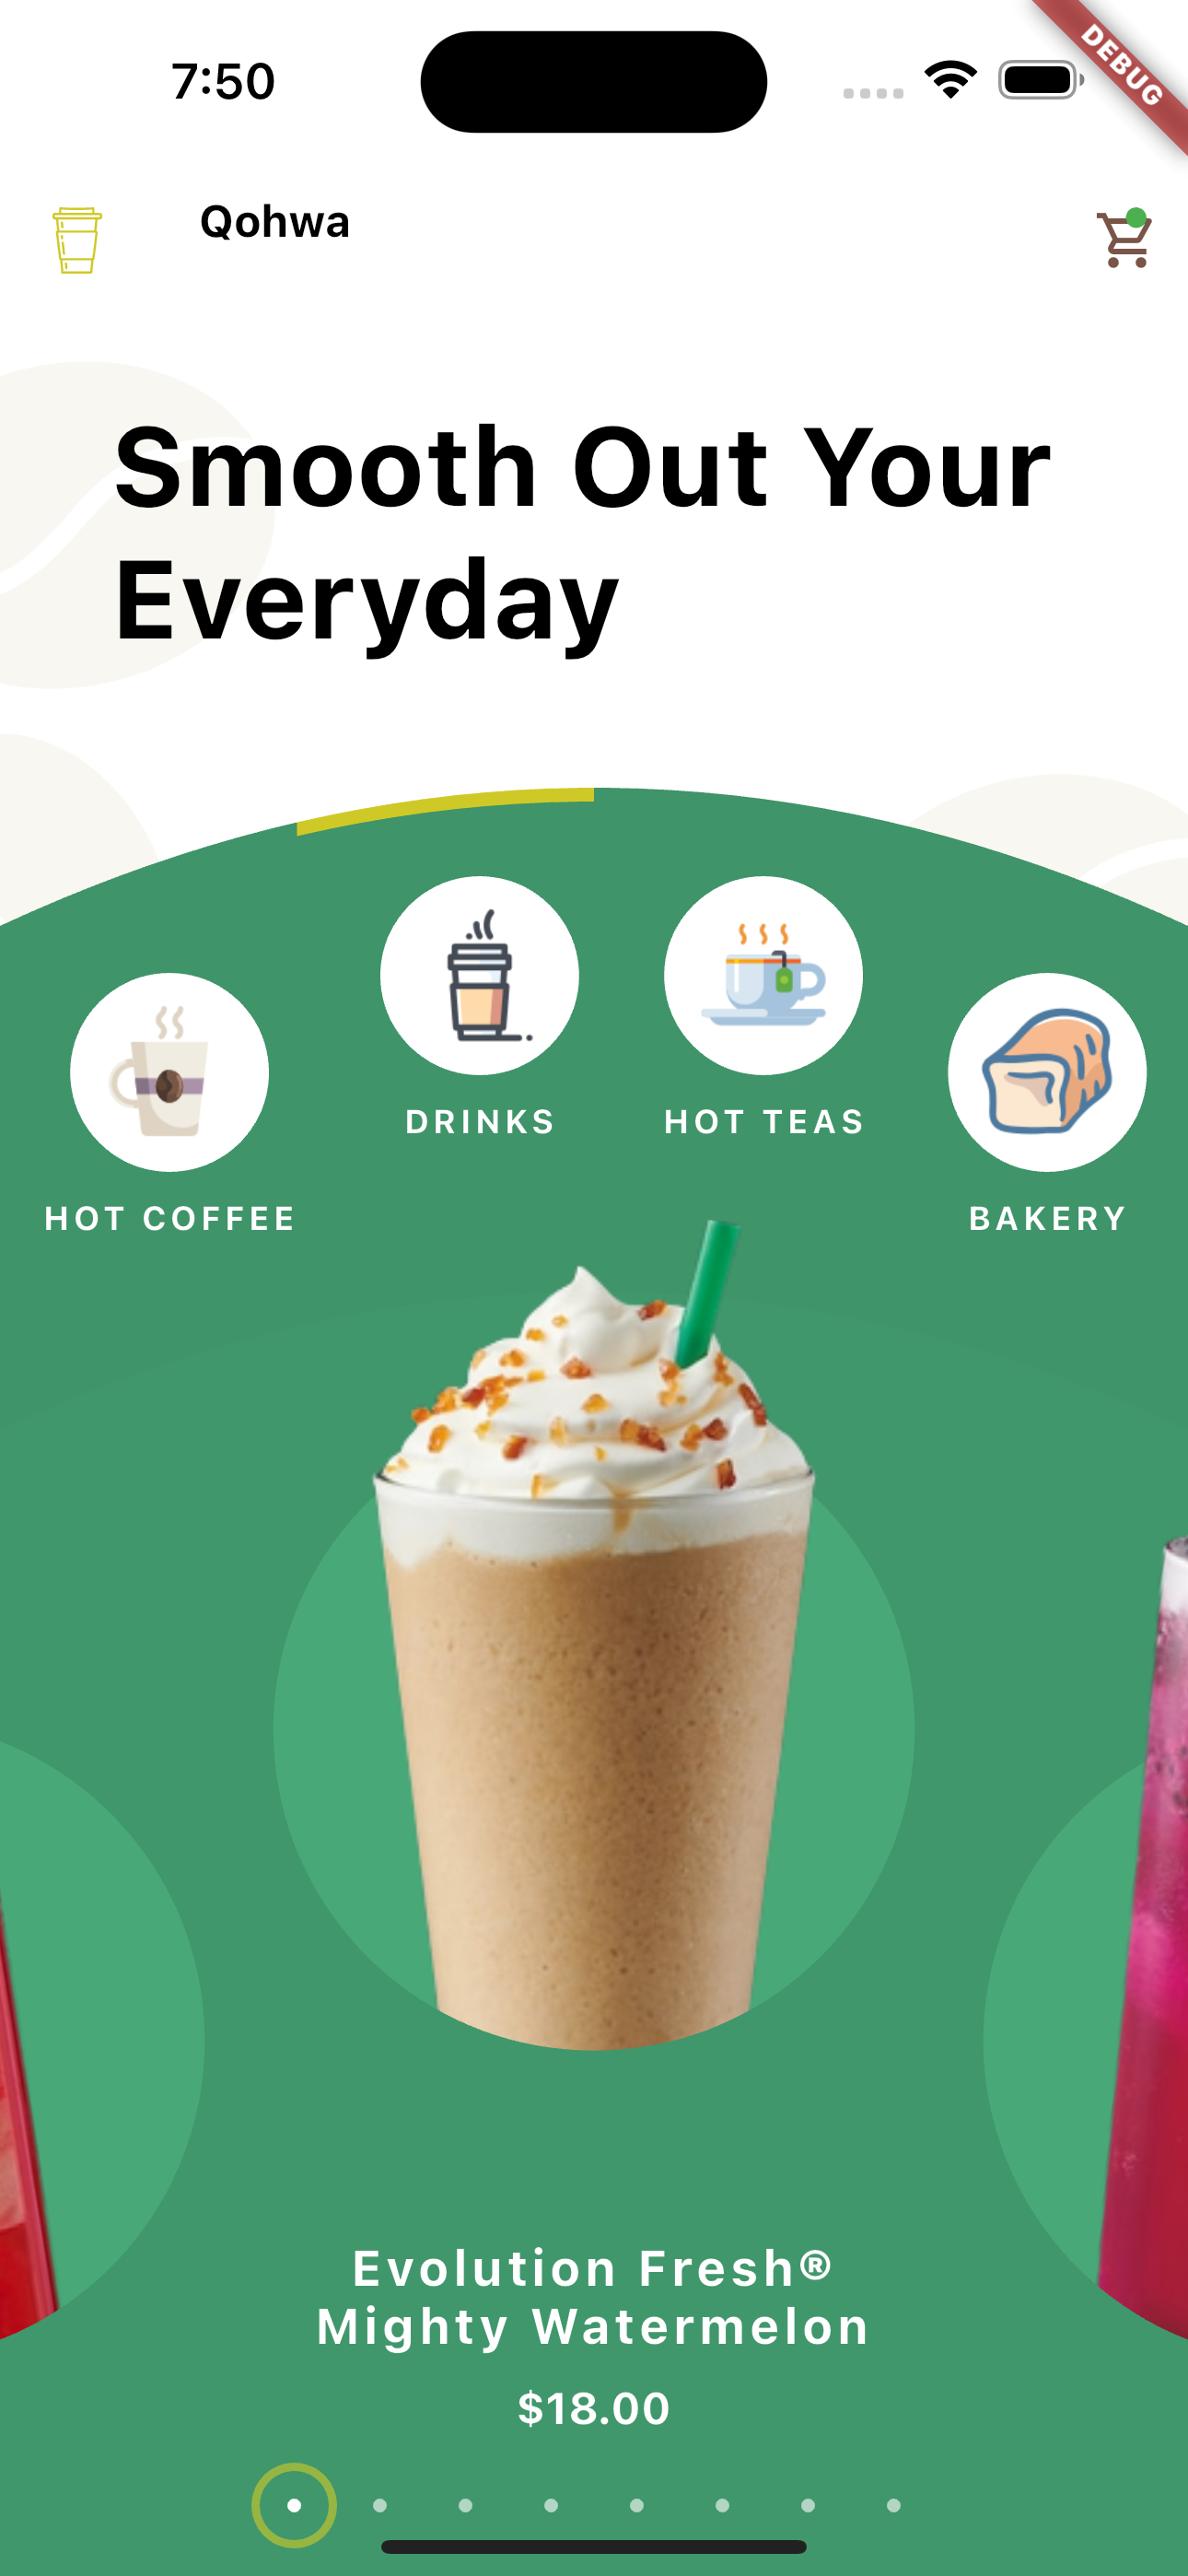 7:50
DEBUG
Qohwa
Smooth Out Your
Everyday
DRINKS
HOT TEAS
HOT COFFEE
BAKERY
Evolution Fresh®
Mighty Watermelon
$18.00